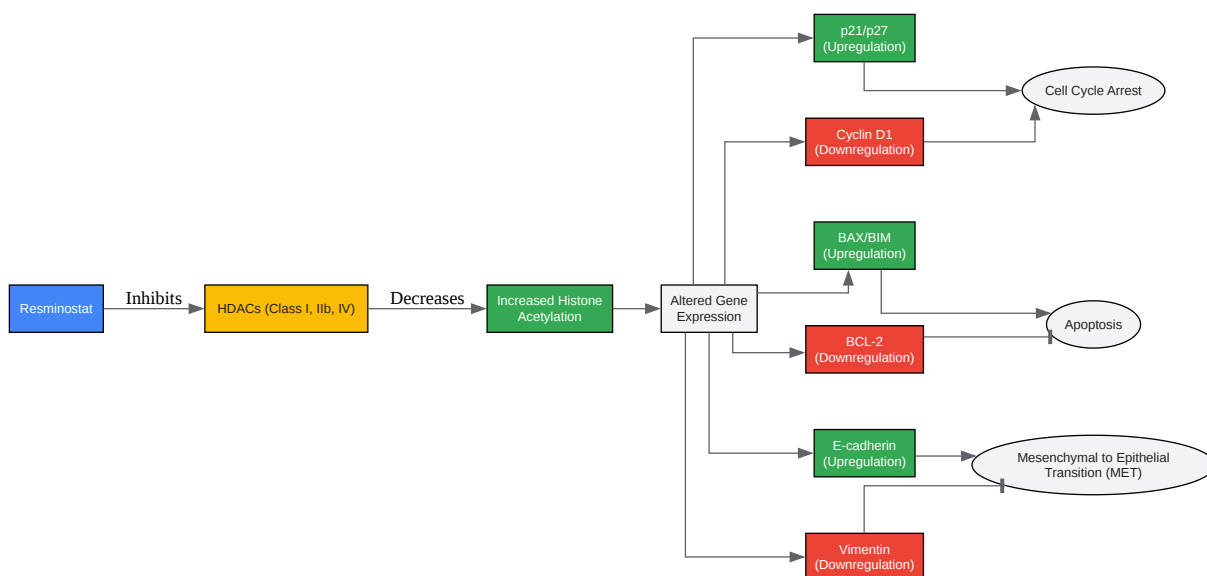 p21/p27
(Upregulation)
Cell Cycle Arrest
Cyclin D1
(Downregulation)
BAX/BIM
(Upregulation)
Resminostat
Inhibits
HDACs (Class I, IIb, IV)
Decreases
Increased Histone
Acetylation
Altered Gene
Expression
Apoptosis
BCL-2
(Downregulation)
E-cadherin
(Upregulation)
Mesenchymal to Epithelial
Transition (MET)
Vimentin
(Downregulation)